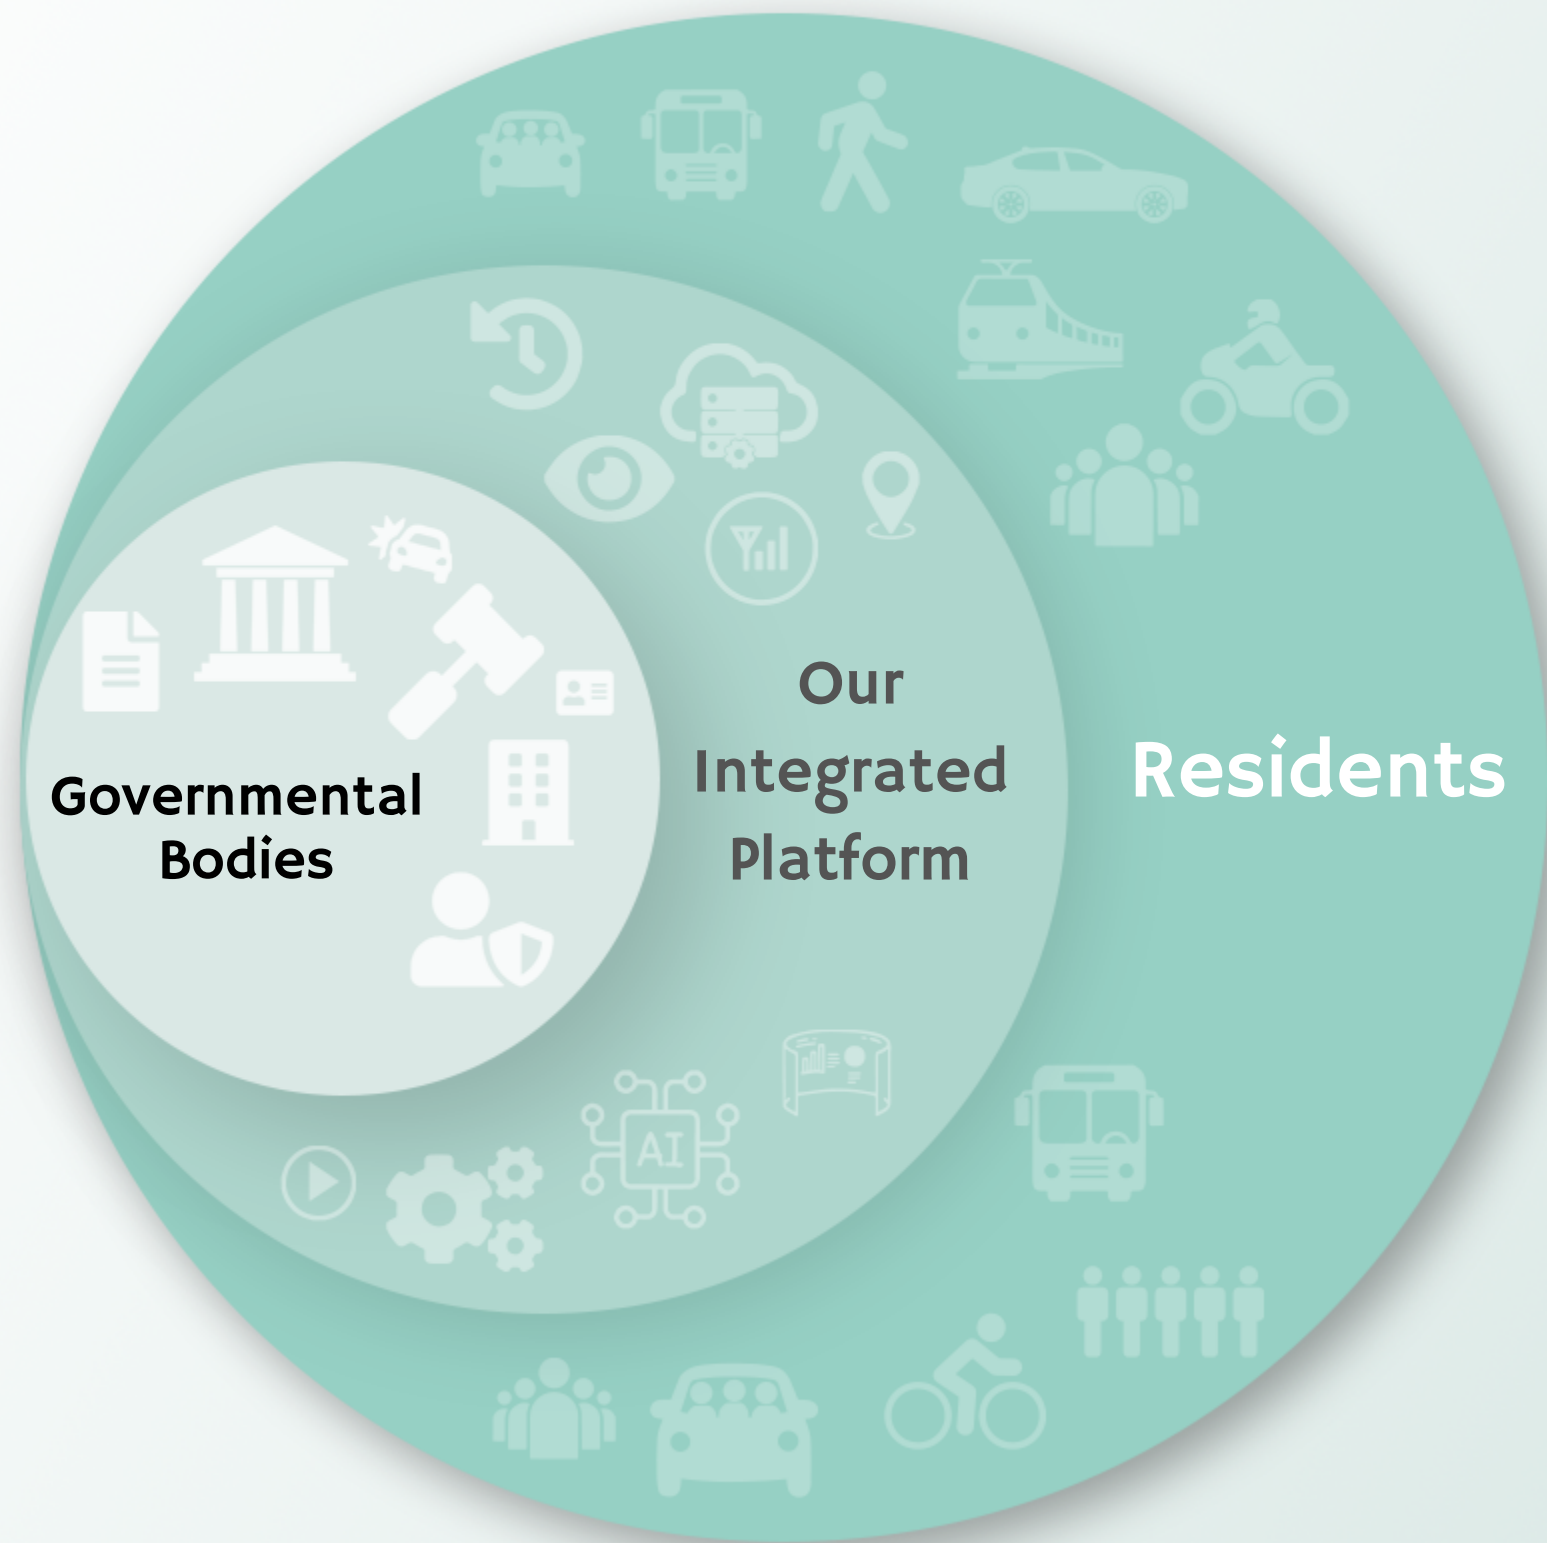 Governmental
Bodies
Our
Integrated
Platform
Residents
AI